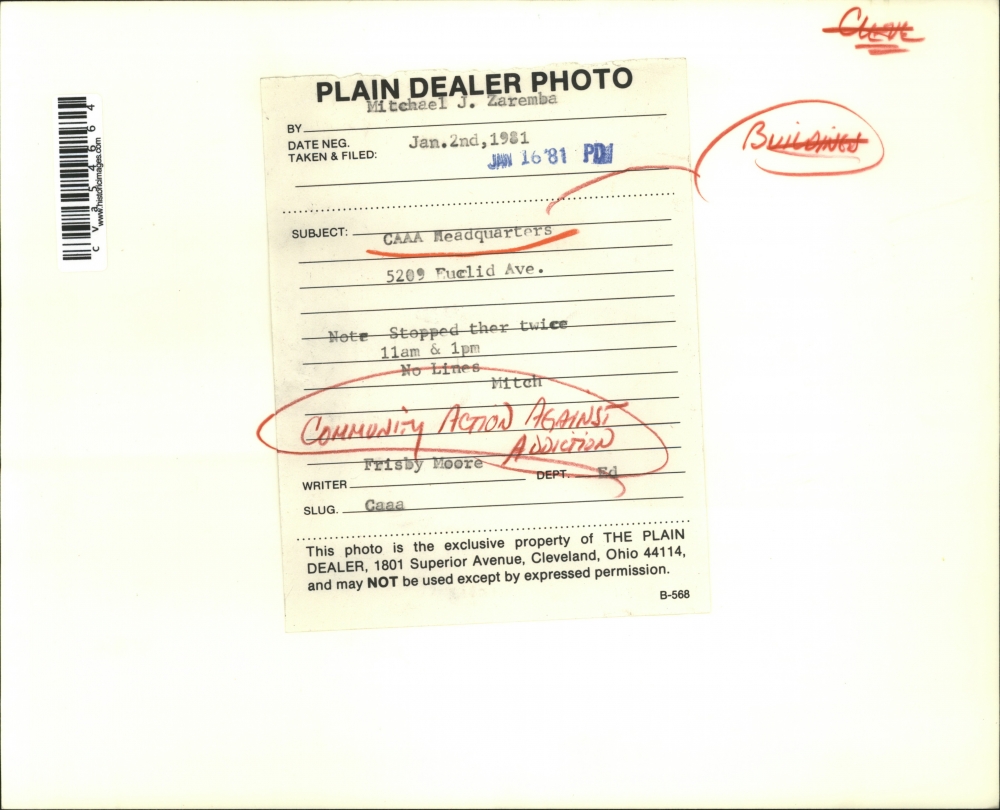 Cleve
PLAIN DEALER PHOTO
Mitchael J. Zaremba
BY
DATE NEG.
TAKEN & FILED:
Jan.2nd,1981
JAN 16'81 PD
Buildings
SUBJECT:
CAAA Headquarters
5209 Euclid Ave.
Note Stopped ther twice
11am & 1pm
No Lines
Mitch
COMMUNITY ACTION AGAINST
ADDICTION
Frisby Moore
WRITER
DEPT. Ed
SLUG. Caaa
This photo is the exclusive property of THE PLAIN
DEALER, 1801 Superior Avenue, Cleveland, Ohio 44114,
and may NOT be used except by expressed permission.
B-568
www.historicimages.com
cva54664